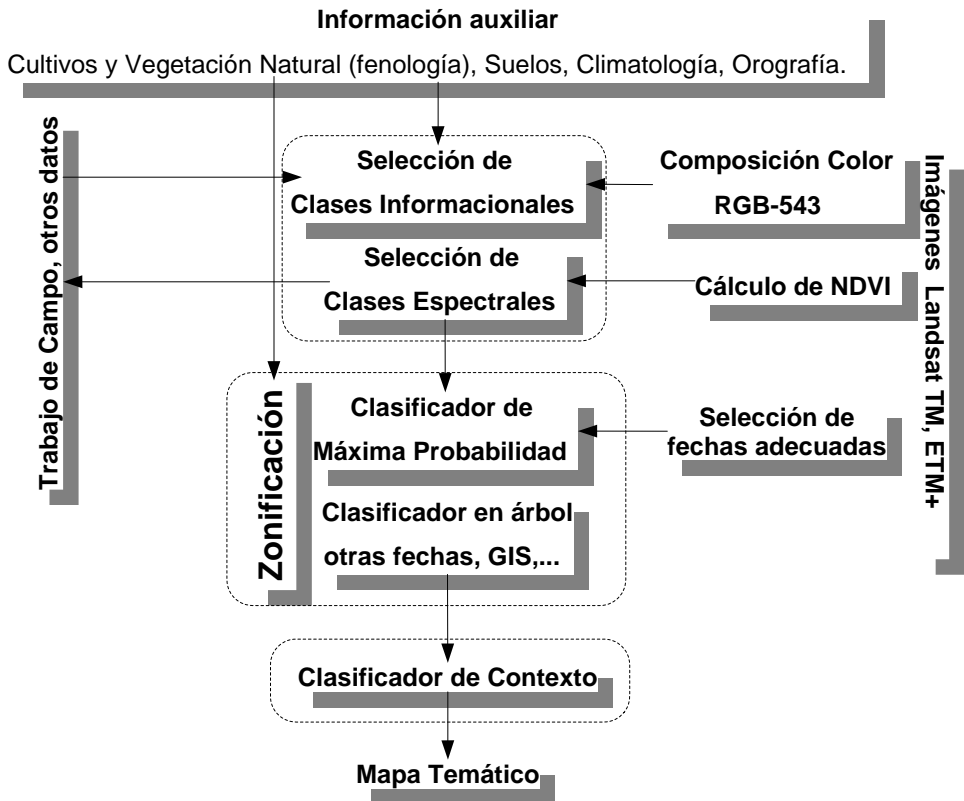 Información auxiliar
Cultivos y Vegetación Natural (fenología), Suelos, Climatología, Orografía.
Trabajo de Campo, otros datos
Selección de
Clases Informacionales
Composición Color
RGB-543
Imágenes Landsat TM, ETM+
Selección de
Clases Espectrales
Cálculo de NDVI
Zonificación
Clasificador de
Máxima Probabilidad
Selección de
fechas adecuadas
Clasificador en árbol
otras fechas, GIS,...
Clasificador de Contexto
Mapa Temático